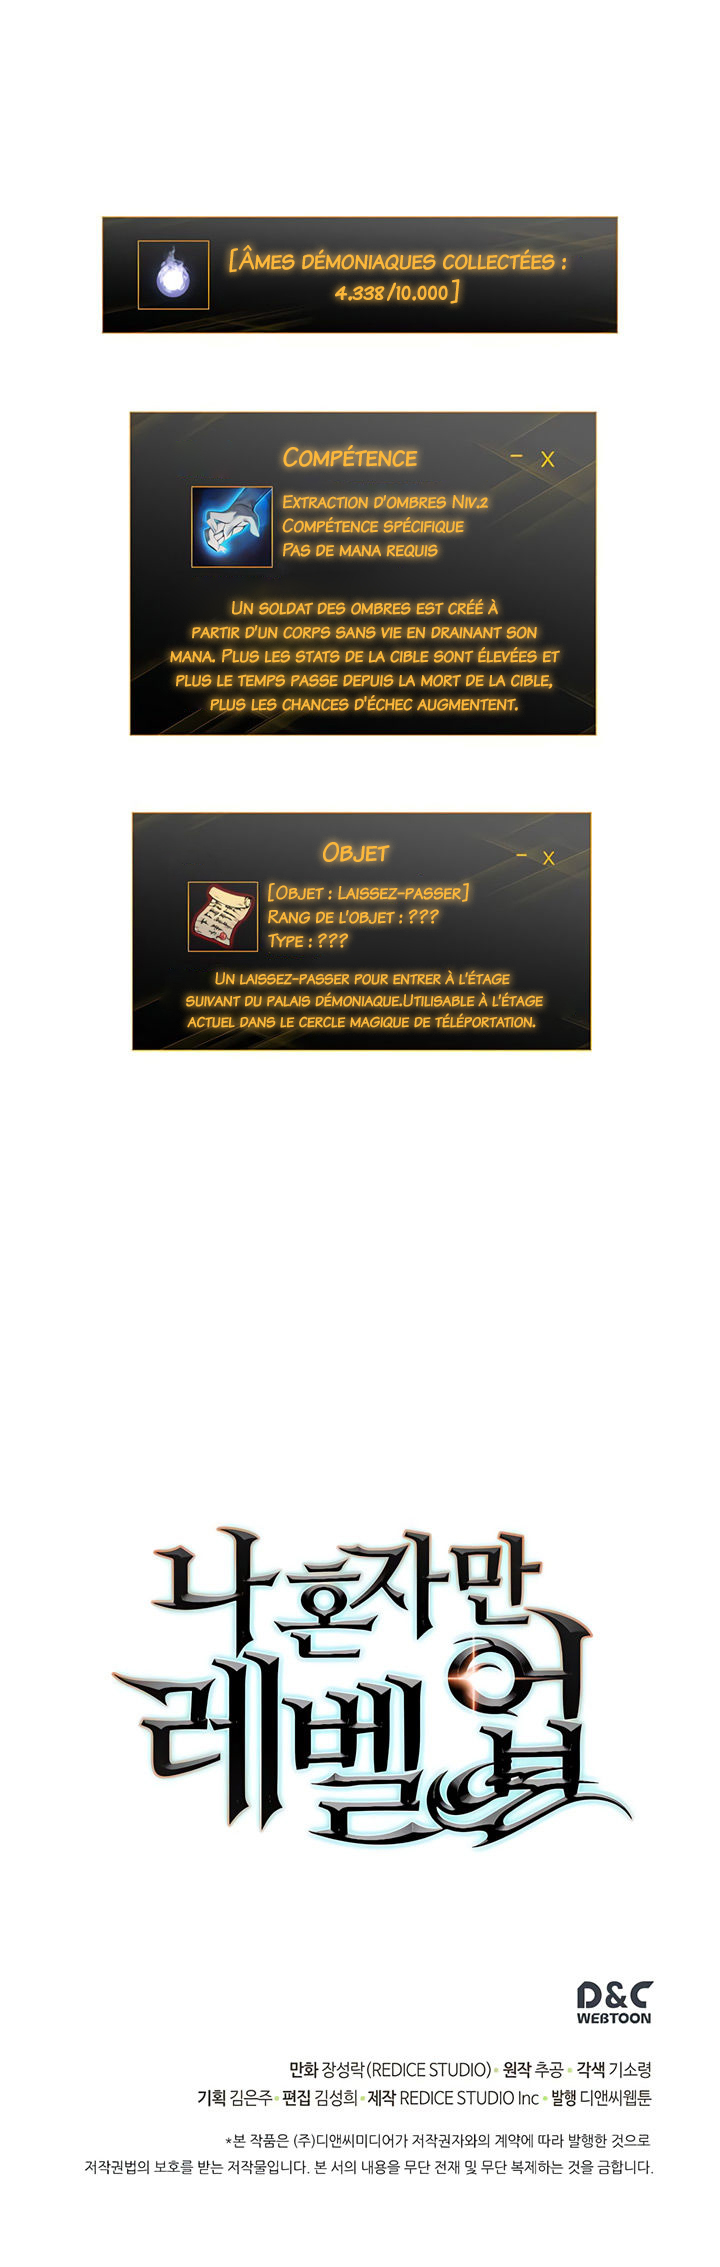 [Âmes démoniaques collectées :
4.338/10.000]
Compétence
- x
Extraction d'ombres Niv.2
Compétence spécifique
Pas de mana requis
Un soldat des ombres est créé à
partir d'un corps sans vie en drainant son
mana. Plus les stats de la cible sont élevées et
plus le temps passe depuis la mort de la cible,
plus les chances d'échec augmentent.
Objet
- x
[Objet : Laissez-passer]
Rang de l'objet : ???
Type : ???
Un laissez-passer pour entrer à l'étage
suivant du palais démoniaque.Utilisable à l'étage
actuel dans le cercle magique de téléportation.
나 혼자만
레벨업
D&C
WEBTOON
만화 장성락(REDICE STUDIO)• 원작 추공 • 각색 기소령
기획 김은주• 편집 김성희• 제작 REDICE STUDIO Inc • 발행 디앤씨웹툰
*본 작품은 (주)디앤씨미디어가 저작권자와의 계약에 따라 발행한 것으로
저작권법의 보호를 받는 저작물입니다. 본 서의 내용을 무단 전재 및 무단 복제하는 것을 금합니다.